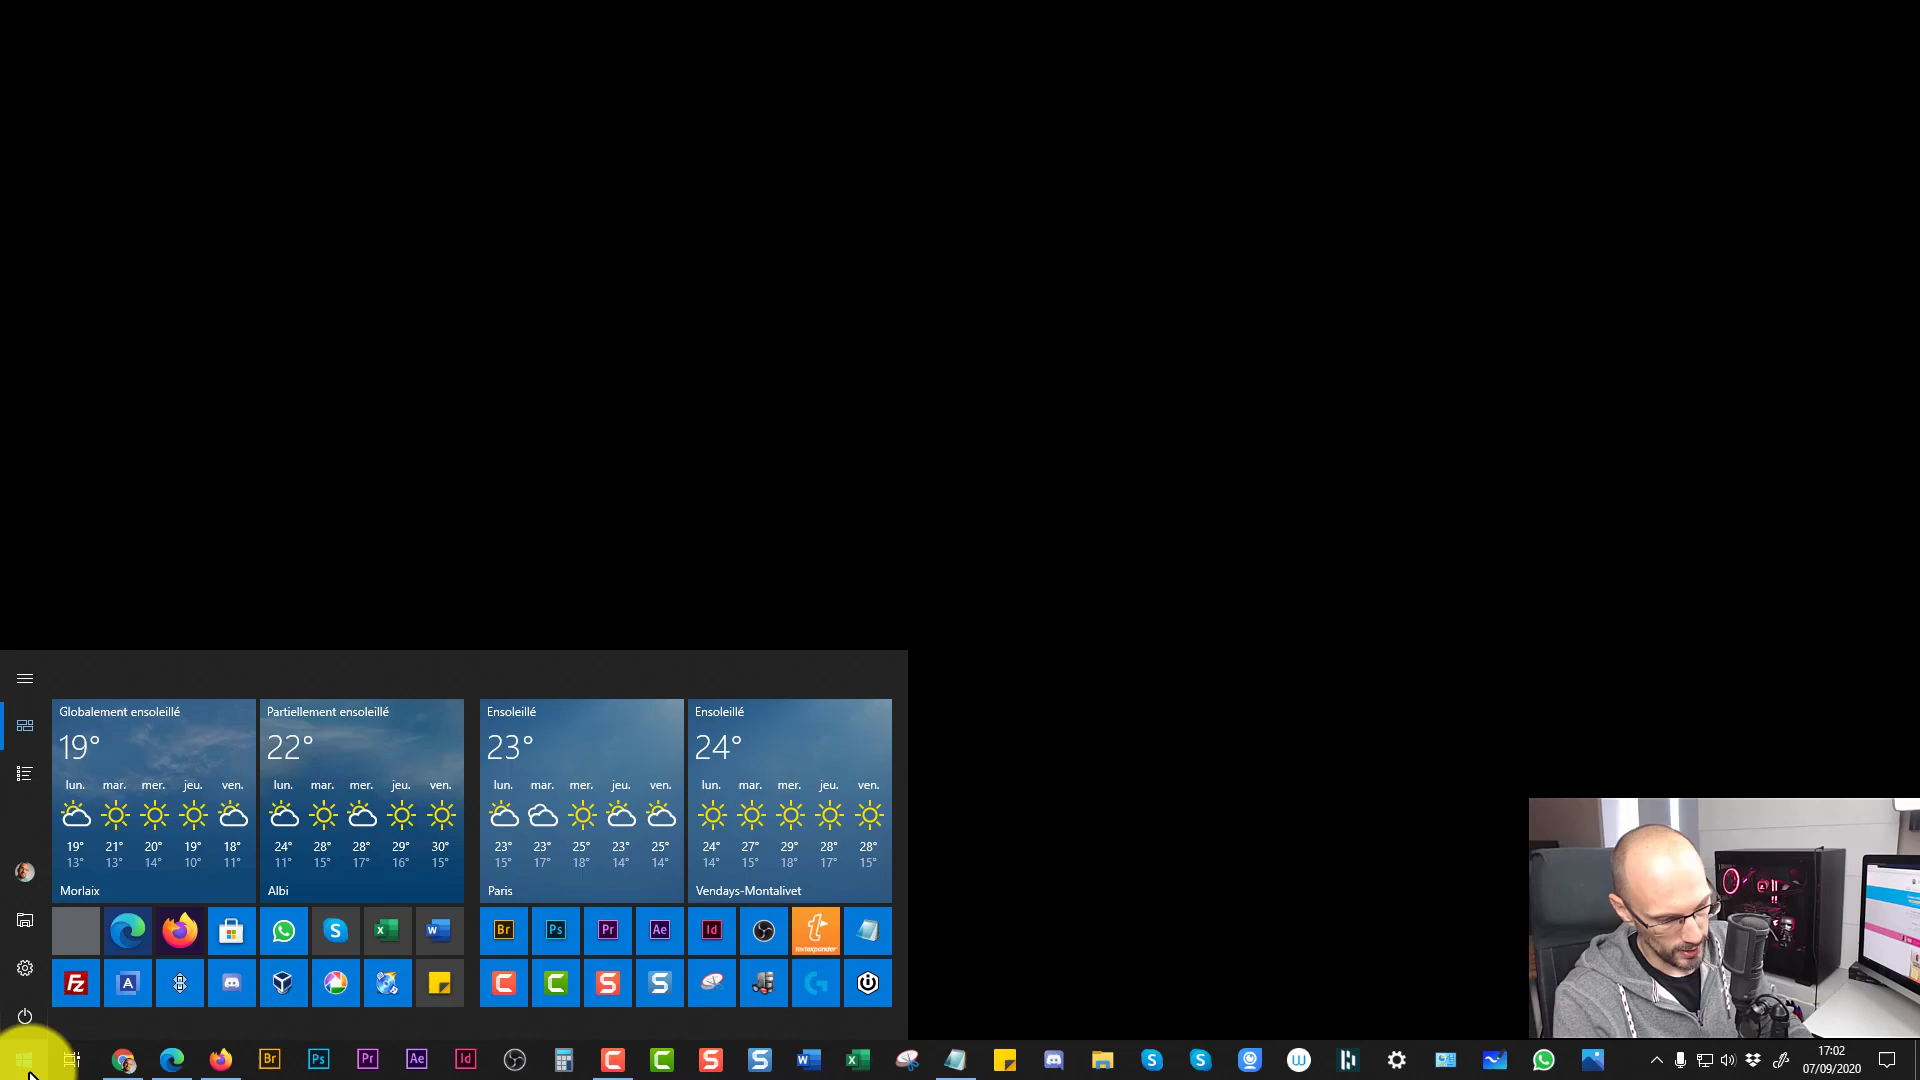 Globalement ensoleillé
19°
lun. mar. mer. jeu. ven.
19° 21° 20° 19° 18°
13° 13° 14° 10° 11°
Morlaix
Partiellement ensoleillé
22°
lun. mar. mer. jeu. ven.
24° 28° 28° 29° 30°
11° 15° 17° 16° 15°
Albi
Ensoleillé
23°
lun. mar. mer. jeu. ven.
23° 23° 25° 23° 25°
15° 17° 18° 14° 14°
Paris
Ensoleillé
24°
lun. mar. mer. jeu. ven.
24° 27° 29° 28° 28°
14° 15° 18° 17° 15°
Vendays-Montalivet
Br Ps Pr Ae Id
textexpander
Br Ps Pr Ae Id
17:02
07/09/2020